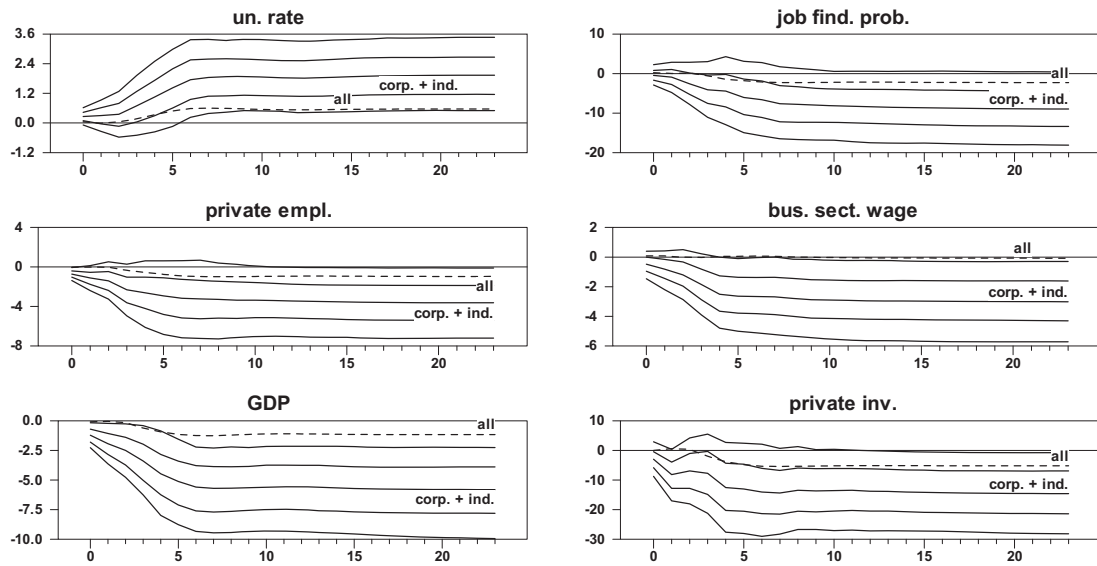 un. rate
3.6
2.4
1.2
0.0
-1.2
corp. + ind.
all
0 5 10 15 20
job find. prob.
10
0
-10
-20
all
corp. + ind.
0 5 10 15 20
private empl.
4
0
-4
-8
all
corp. + ind.
0 5 10 15 20
bus. sect. wage
2
0
-2
-4
-6
all
corp. + ind.
0 5 10 15 20
GDP
0.0
-2.5
-5.0
-7.5
-10.0
all
corp. + ind.
0 5 10 15 20
private inv.
10
0
-10
-20
-30
all
corp. + ind.
0 5 10 15 20